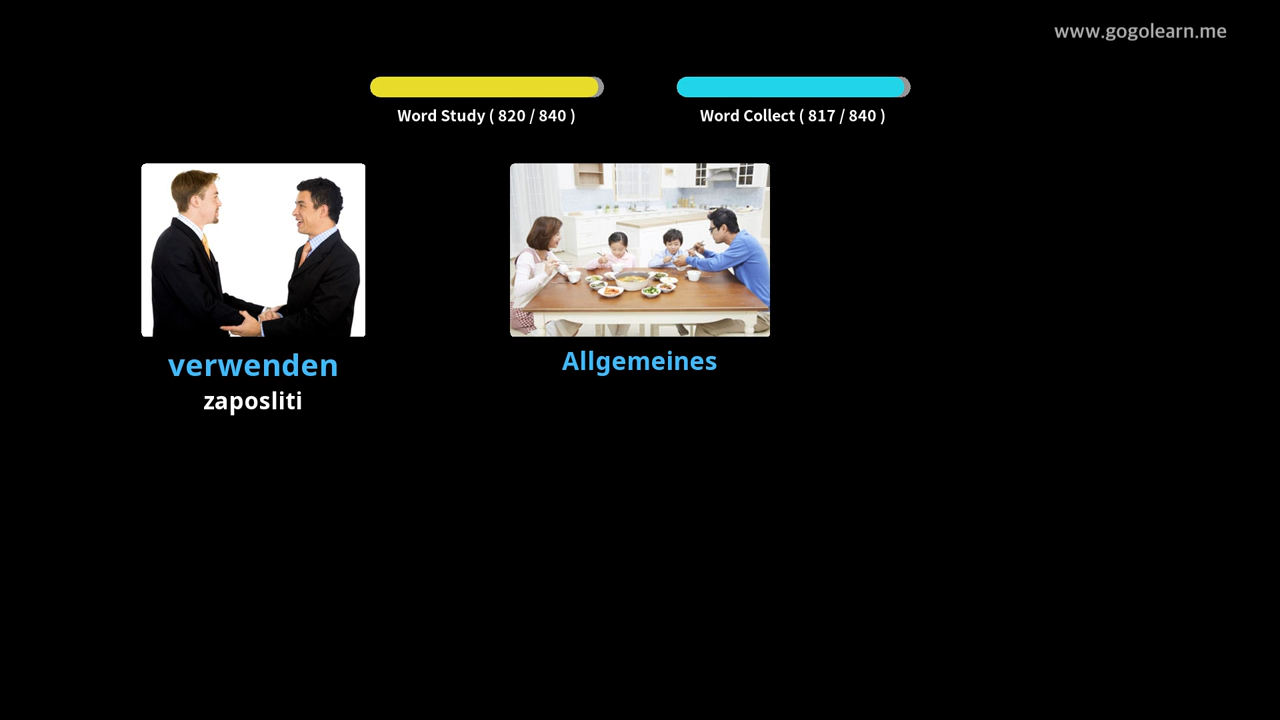 www.gogolearn.me
Word Study ( 820 / 840 )
Word Collect ( 817 / 840 )
verwenden
zaposliti
Allgemeines